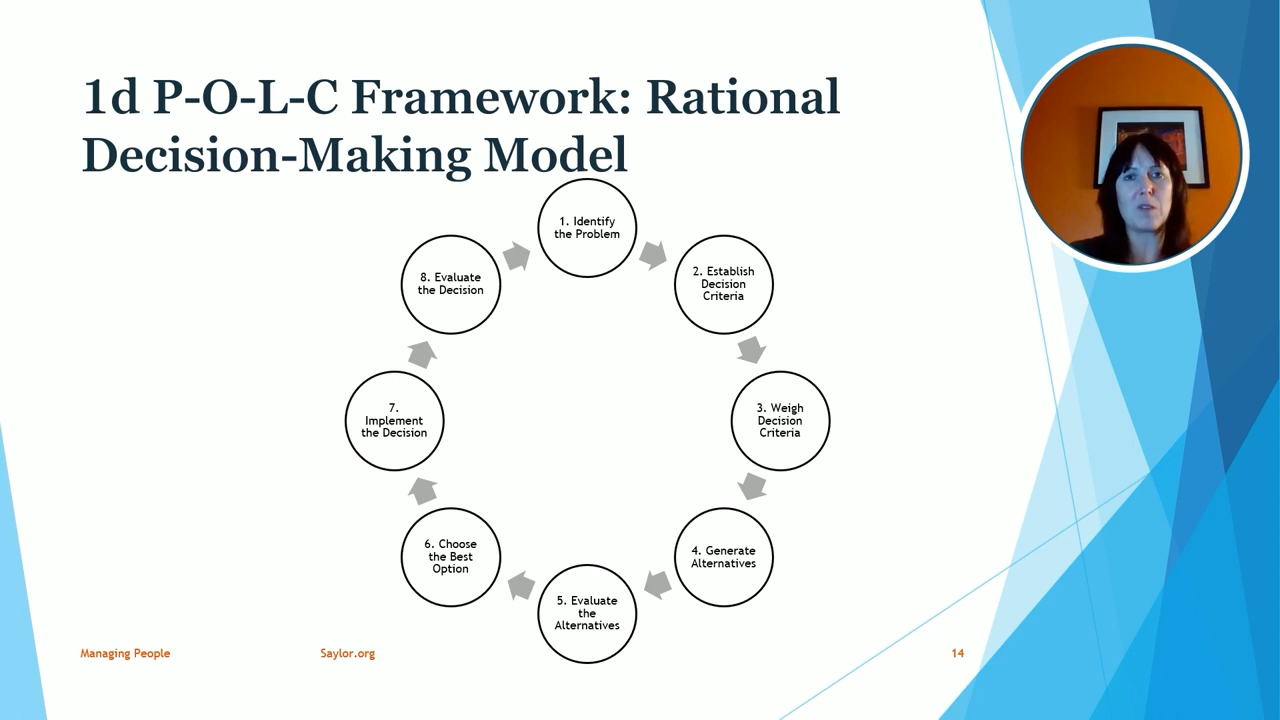 1d P-O-L-C Framework: Rational
Decision-Making Model
1. Identify
the Problem
2. Establish
Decision
Criteria
3. Weigh
Decision
Criteria
4. Generate
Alternatives
5. Evaluate
the
Alternatives
6. Choose
the Best
Option
7.
Implement
the Decision
8. Evaluate
the Decision
Managing People
Saylor.org
14